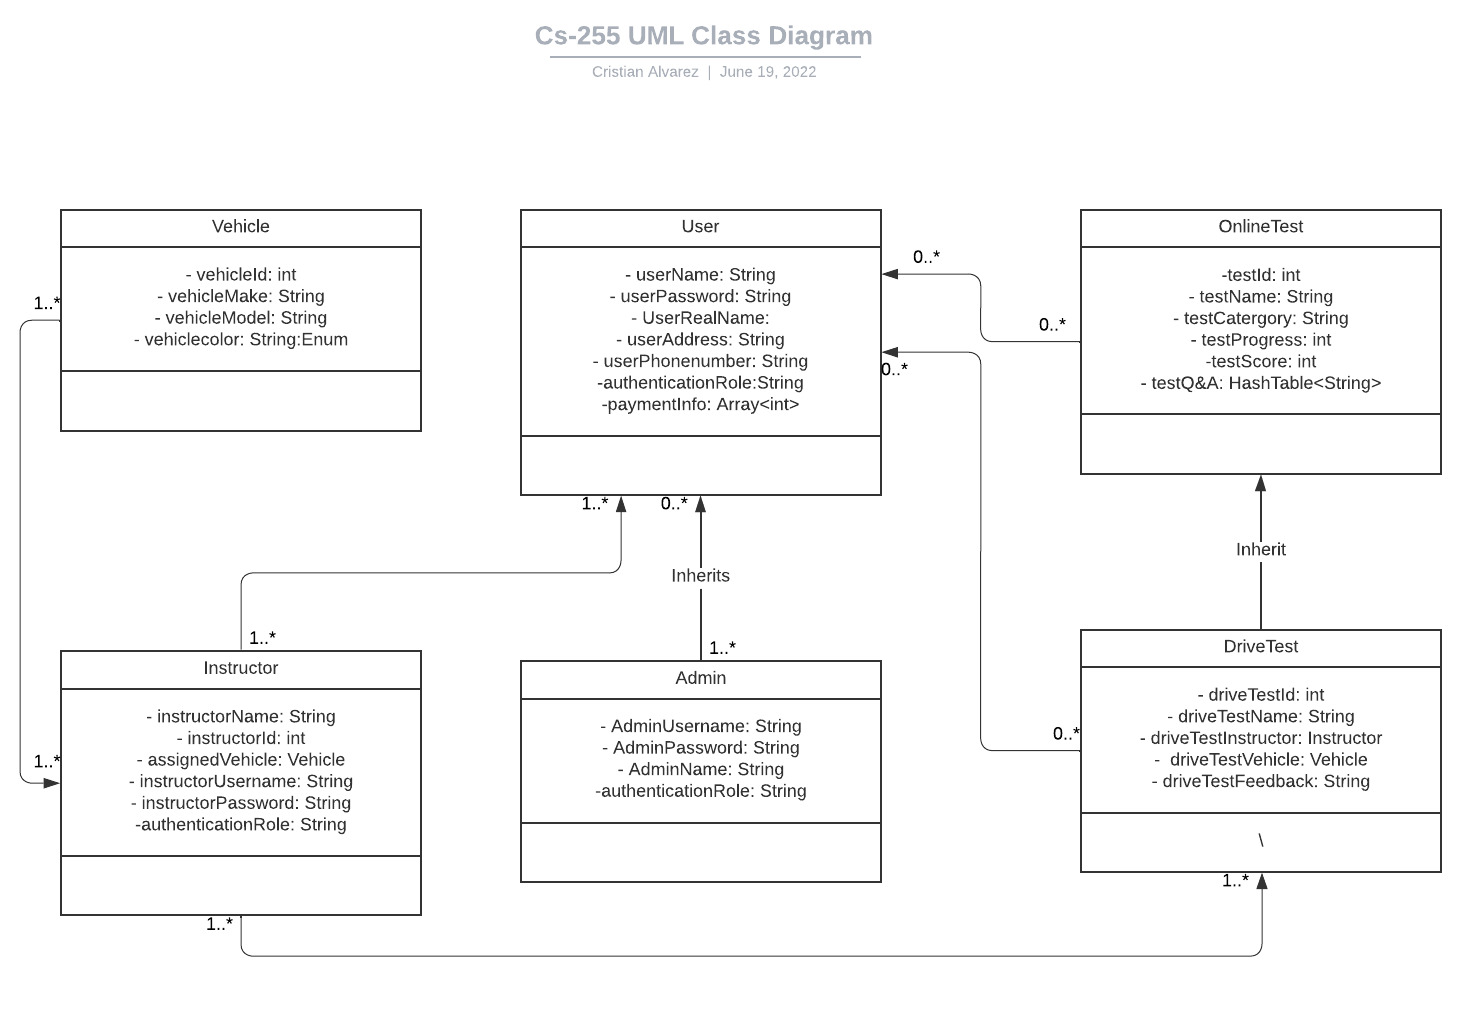 Cs-255 UML Class Diagram
Cristian Alvarez | June 19, 2022
Vehicle
- vehicleId: int
- vehicleMake: String
- vehicleModel: String
- vehiclecolor: String:Enum
1..*
User
- userName: String
- userPassword: String
- UserRealName:
- userAddress: String
- userPhonenumber: String
-authenticationRole:String
-paymentInfo: Array<int>
0..*
0..*
0..*
OnlineTest
-testId: int
- testName: String
- testCatergory: String
- testProgress: int
-testScore: int
- testQ&A: HashTable<String>
1..*
0..*
Inherits
Inherit
1..*
1..*
1..*
Instructor
- instructorName: String
- instructorId: int
- assignedVehicle: Vehicle
- instructorUsername: String
- instructorPassword: String
-authenticationRole: String
Admin
- AdminUsername: String
- AdminPassword: String
- AdminName: String
-authenticationRole: String
0..*
DriveTest
- driveTestId: int
- driveTestName: String
- driveTestInstructor: Instructor
- driveTestVehicle: Vehicle
- driveTestFeedback: String
\
1..*
1..*